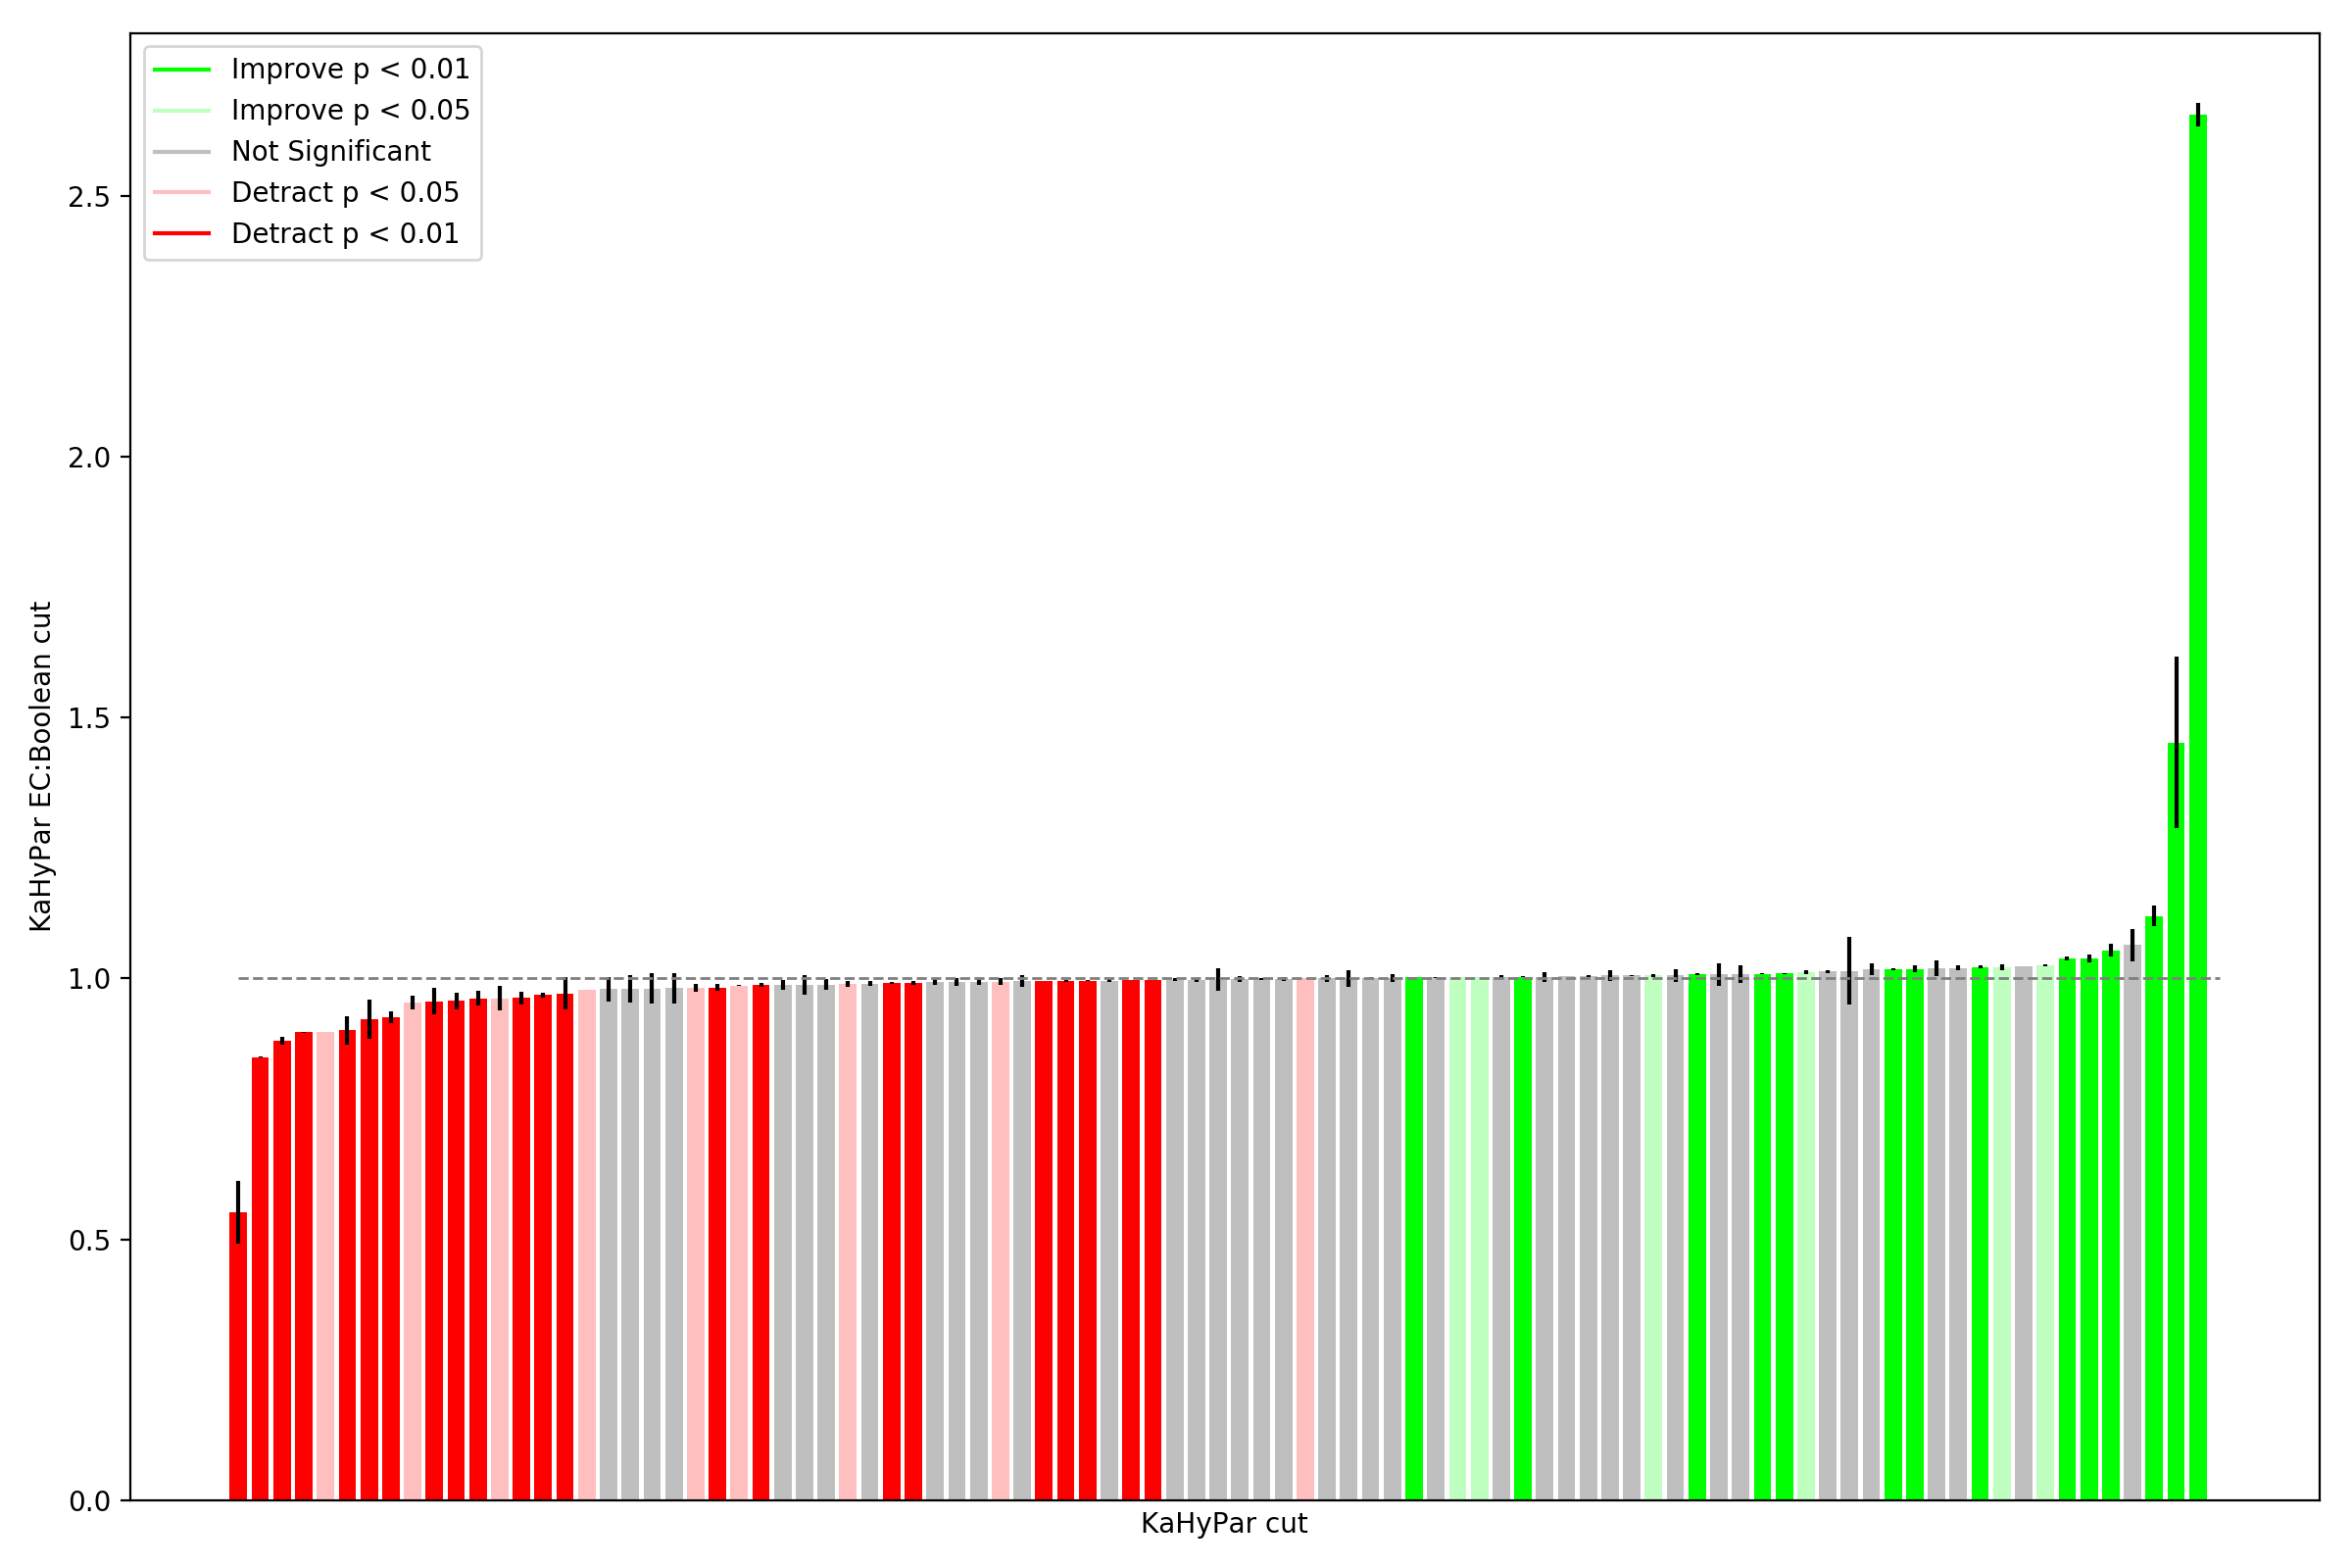 Improve p < 0.01
Improve p < 0.05
Not Significant
Detract p < 0.05
Detract p < 0.01
2.5
2.0
1.5
1.0
0.5
0.0
KaHyPar EC:Boolean cut
KaHyPar cut